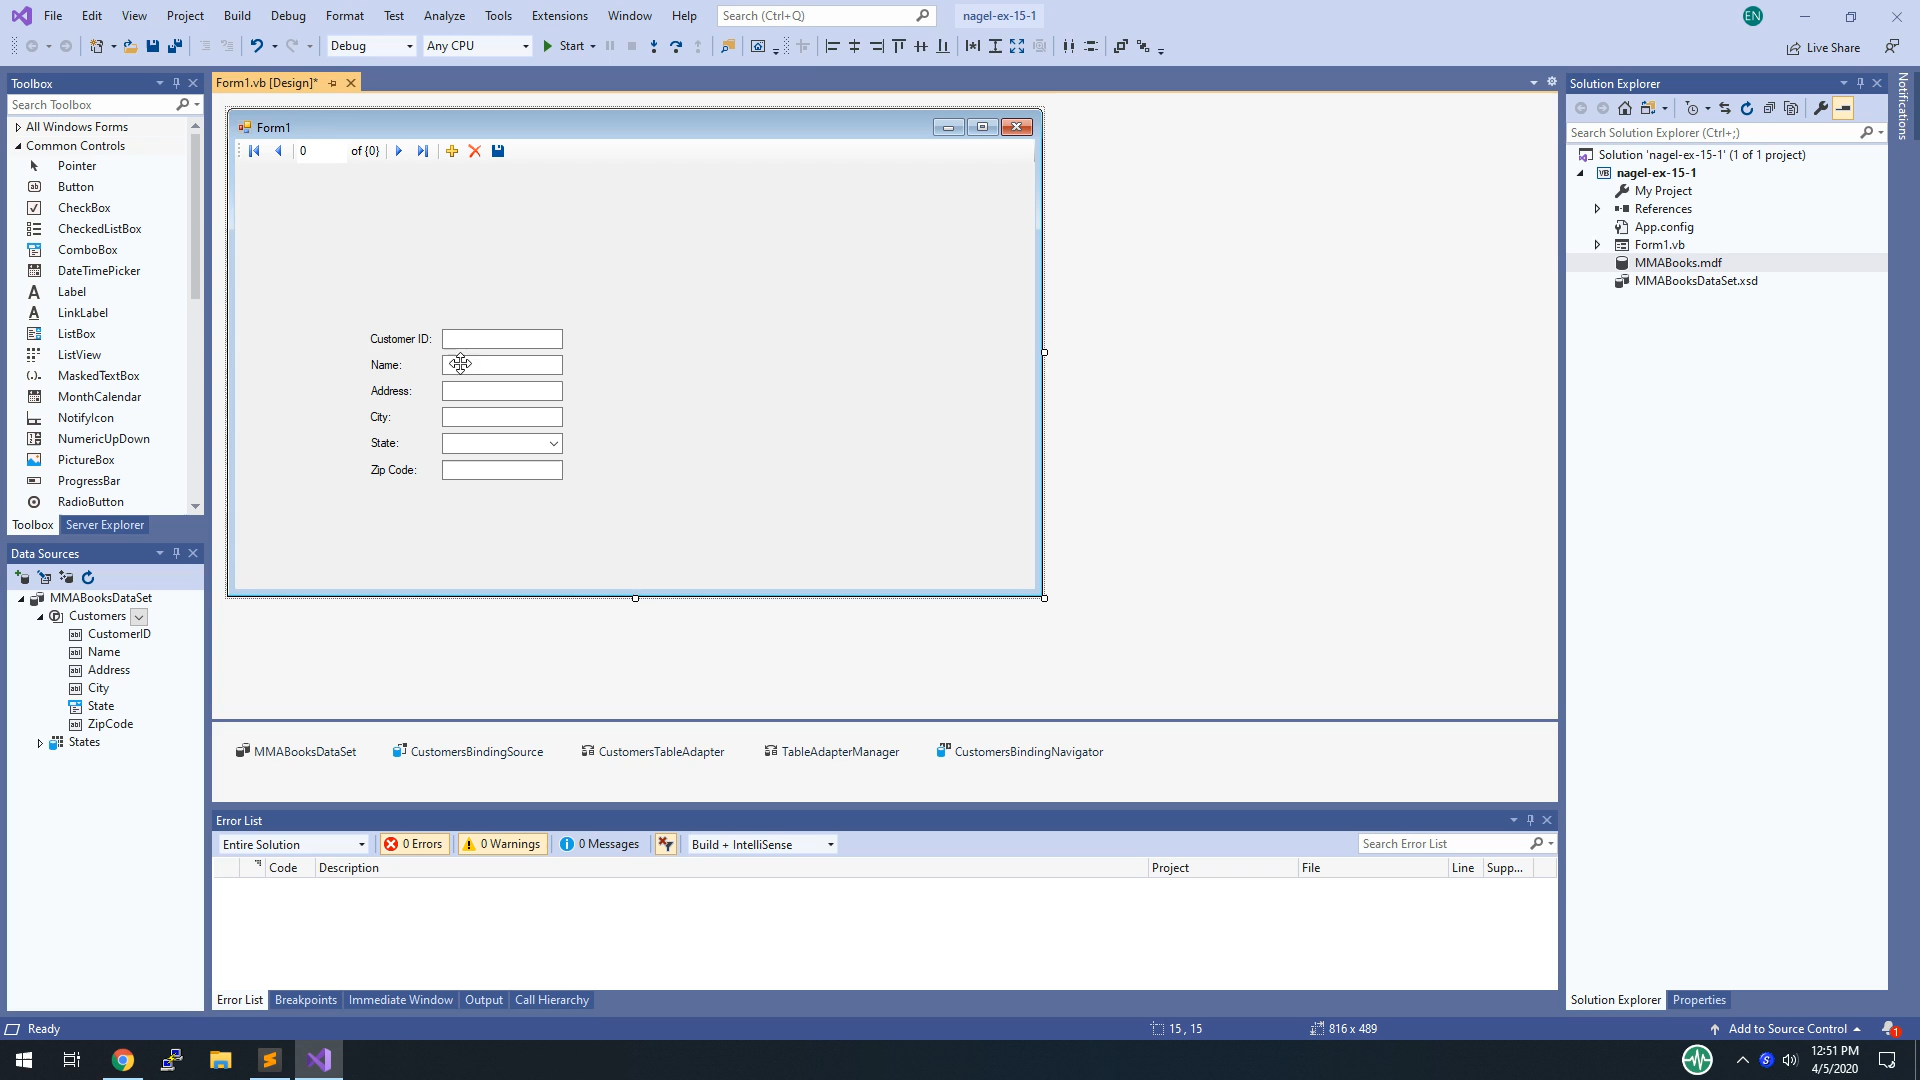 File Edit View Project Build Debug Format Test Analyze Tools Extensions Window Help Search (Ctrl+Q) nagel-ex-15-1 EN
Debug Any CPU Start Live Share
Toolbox
Search Toolbox
All Windows Forms
Common Controls
Pointer
Button
CheckBox
CheckedListBox
ComboBox
DateTimePicker
Label
LinkLabel
ListBox
ListView
MaskedTextBox
MonthCalendar
NotifyIcon
NumericUpDown
PictureBox
ProgressBar
RadioButton
Toolbox Server Explorer
Data Sources
MMABooksDataSet
Customers
CustomerID
Name
Address
City
State
ZipCode
States
Form1.vb [Design]*
Form1
0 of {0}
Customer ID:
Name:
Address:
City:
State:
Zip Code:
MMABooksDataSet CustomersBindingSource CustomersTableAdapter TableAdapterManager CustomersBindingNavigator
Error List
Entire Solution 0 Errors 0 Warnings 0 Messages Build + IntelliSense Search Error List
Code Description Project File Line Supp...
Error List Breakpoints Immediate Window Output Call Hierarchy
Solution Explorer
Search Solution Explorer (Ctrl+;)
Solution 'nagel-ex-15-1' (1 of 1 project)
VB nagel-ex-15-1
My Project
References
App.config
Form1.vb
MMABooks.mdf
MMABooksDataSet.xsd
Solution Explorer Properties
Notifications
Ready 15 , 15 816 x 489 Add to Source Control 1
12:51 PM
4/5/2020